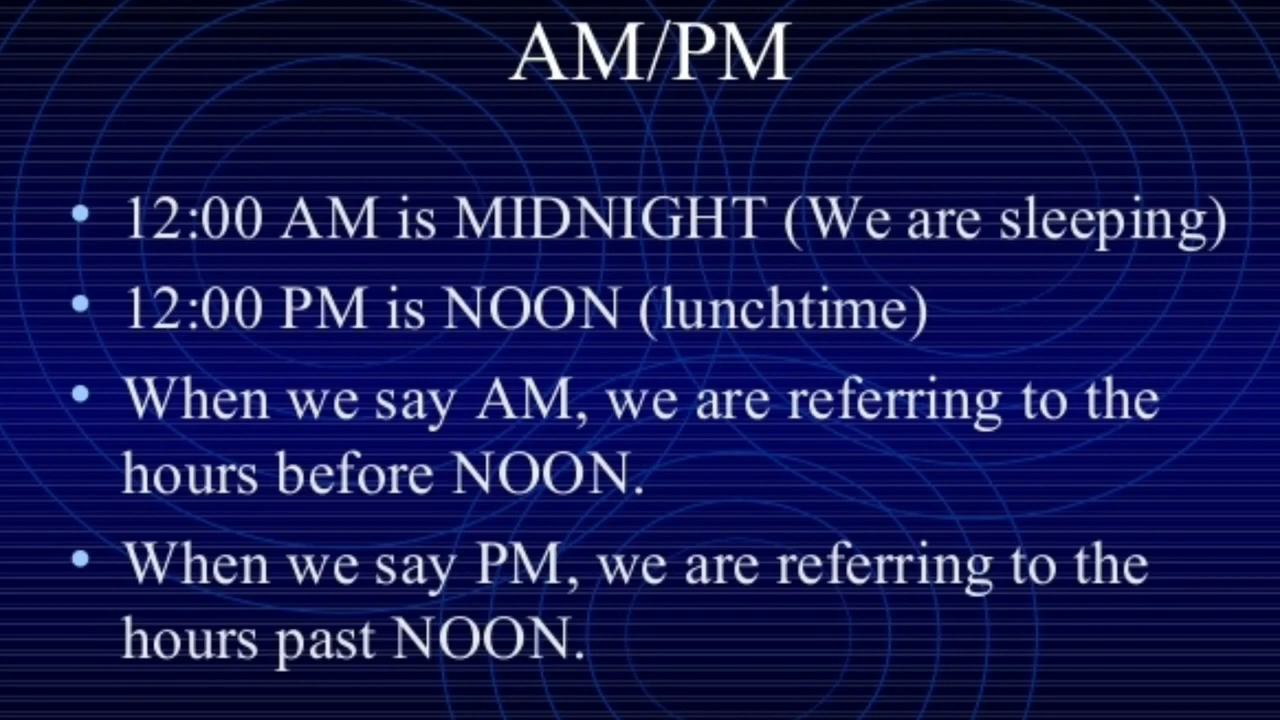 AM/PM
• 12:00 AM is MIDNIGHT (We are sleeping)
• 12:00 PM is NOON (lunchtime)
• When we say AM, we are referring to the
hours before NOON.
• When we say PM, we are referring to the
hours past NOON.